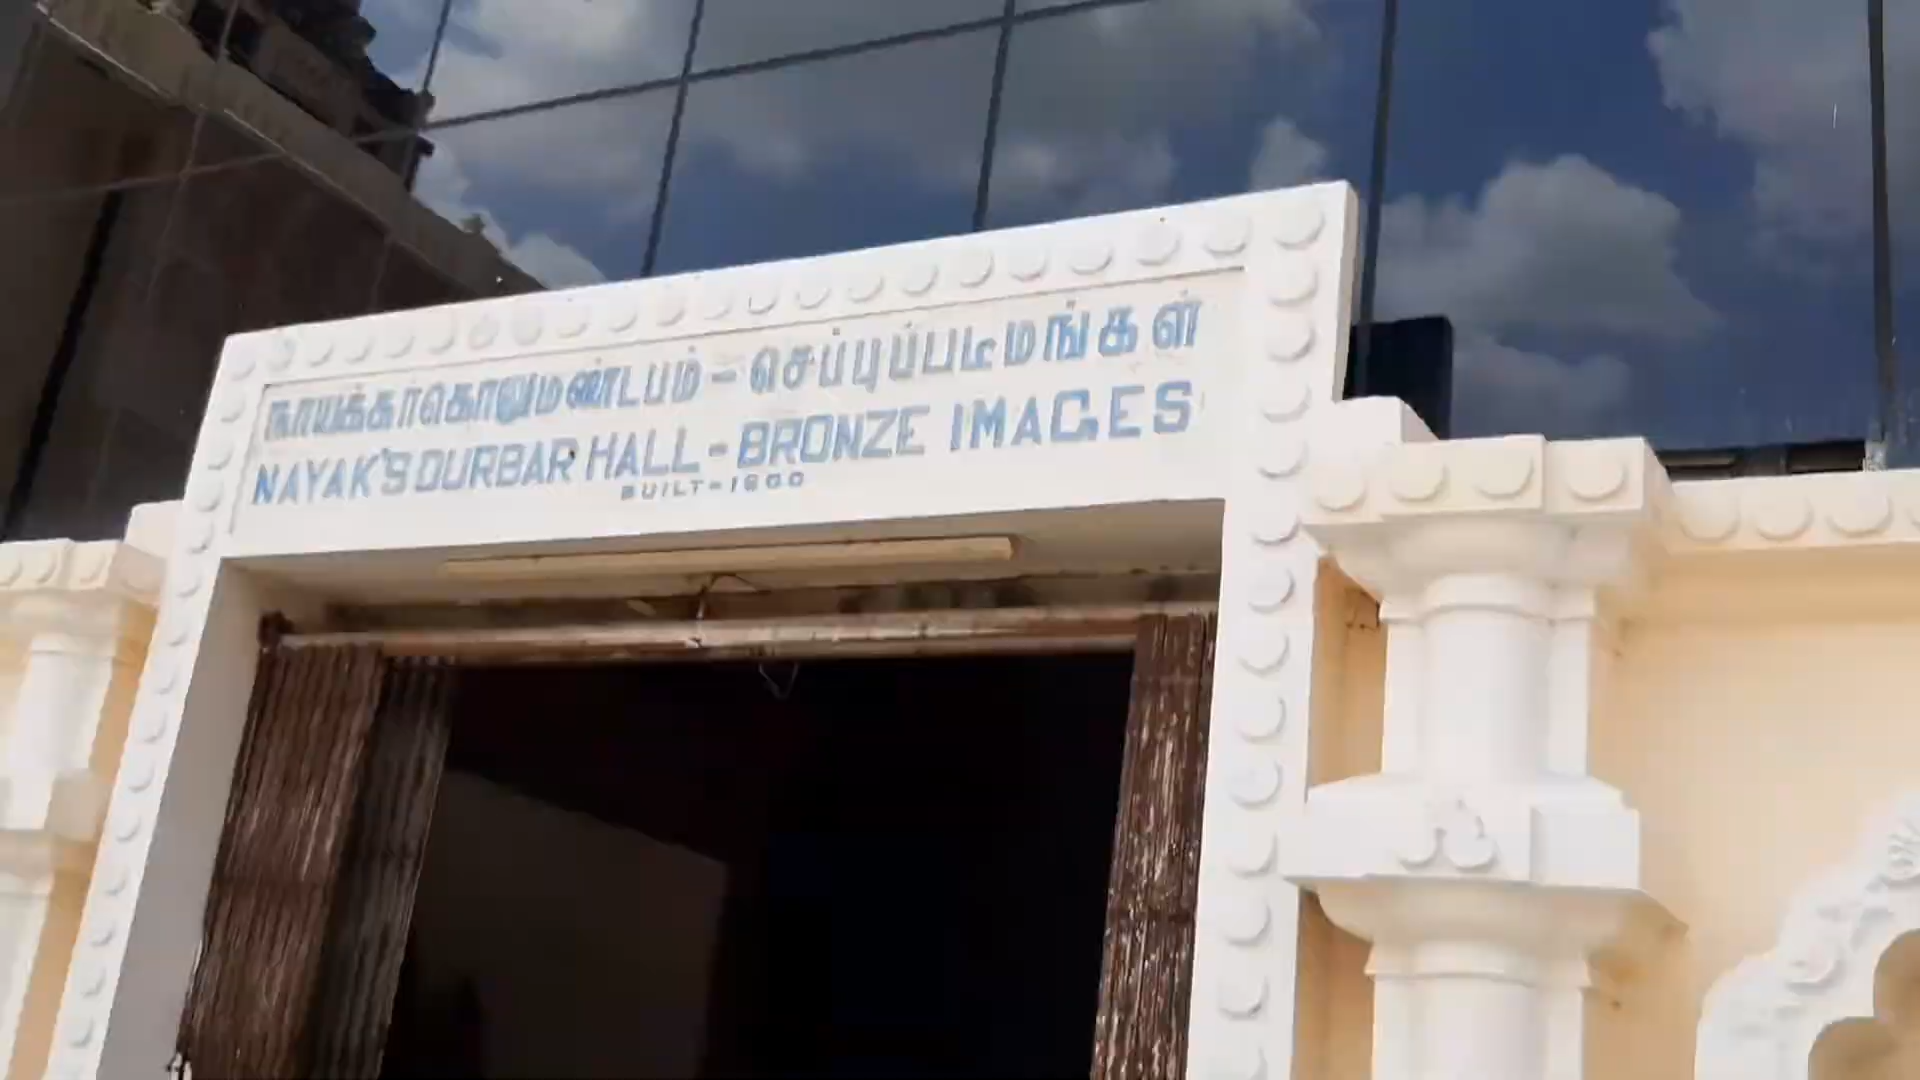 நாயக்கர்கொலுமண்டபம் - செப்புப்படிமங்கள்
NAYAK'S DURBAR HALL - BRONZE IMAGES
BUILT - 1600